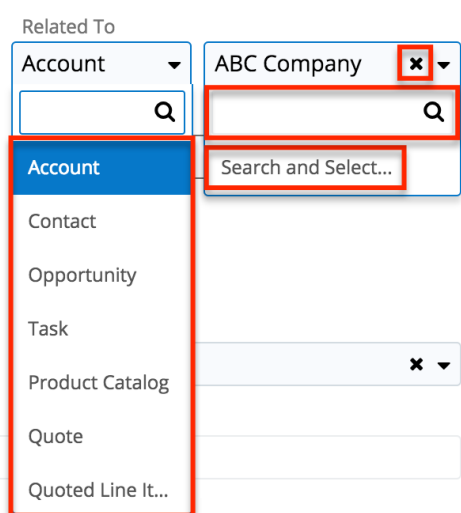 Related To
Account
ABC Company
Account
Search and Select...
Contact
Opportunity
Task
Product Catalog
Quote
Quoted Line It...